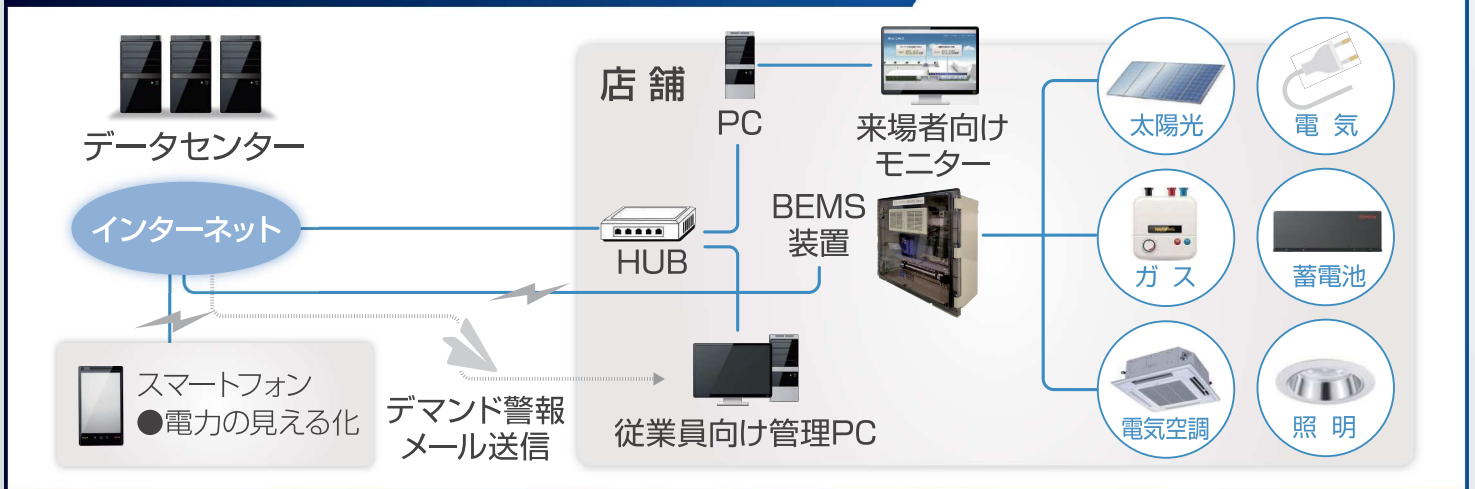 データセンター
インターネット
スマートフォン
●電力の見える化
デマンド警報
メール送信
店舗
PC
来場者向け
モニター
HUB
BEMS
装置
従業員向け管理PC
太陽光
電気
ガス
蓄電池
電気空調
照明